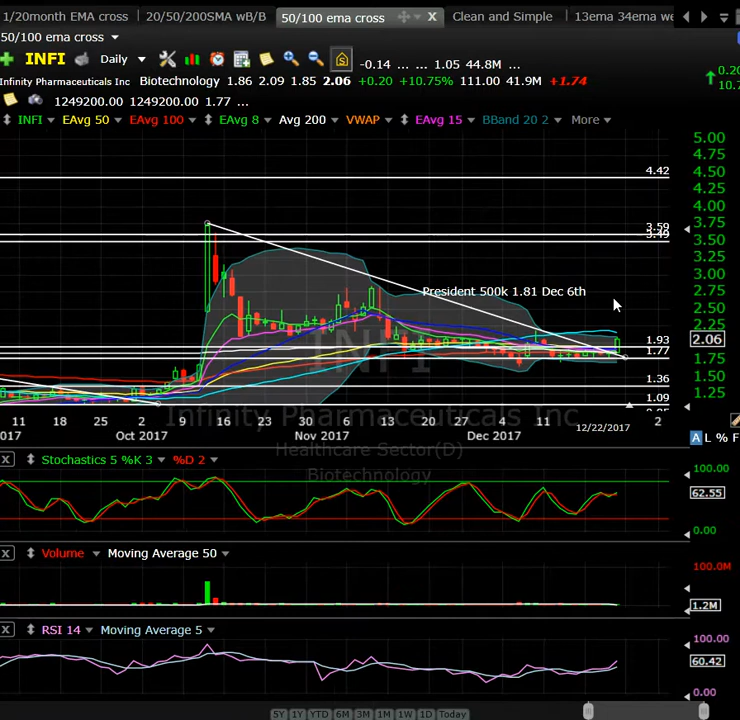 1/20month EMA cross 20/50/200SMA wB/B 50/100 ema cross X Clean and Simple 13ema 34ema we
50/100 ema cross
INFI Daily -0.14 ... ... 1.05 44.8M ...
Infinity Pharmaceuticals Inc Biotechnology 1.86 2.09 1.85 2.06 +0.20 +10.75% 111.00 41.9M +1.74
0.20
10.7
1249200.00 1249200.00 1.77 ...
INFI EAvg 50 EAvg 100 EAvg 8 Avg 200 VWAP EAvg 15 BBand 20 2 More
5.00
4.75
4.50
4.42
4.25
4.00
3.75
3.59
3.49
3.50
3.25
3.00
President 500k 1.81 Dec 6th
2.75
2.50
2.25
1.93
2.06
1.77
1.75
1.50
1.36
1.25
1.09
INFI
Infinity Pharmaceuticals Inc
11 18 25 2 9 16 23 30 6 13 20 27 4 11 12/22/2017 2
2017 Oct 2017 Nov 2017 Dec 2017
A L % F
Healthcare Sector(D)
Biotechnology
X Stochastics 5 %K 3 %D 2
100.00
62.55
0.00
X Volume Moving Average 50
100.0M
1.2M
X RSI 14 Moving Average 5
100.00
60.42
0.00
5Y 1Y YTD 6M 3M 1M 1W 1D Today